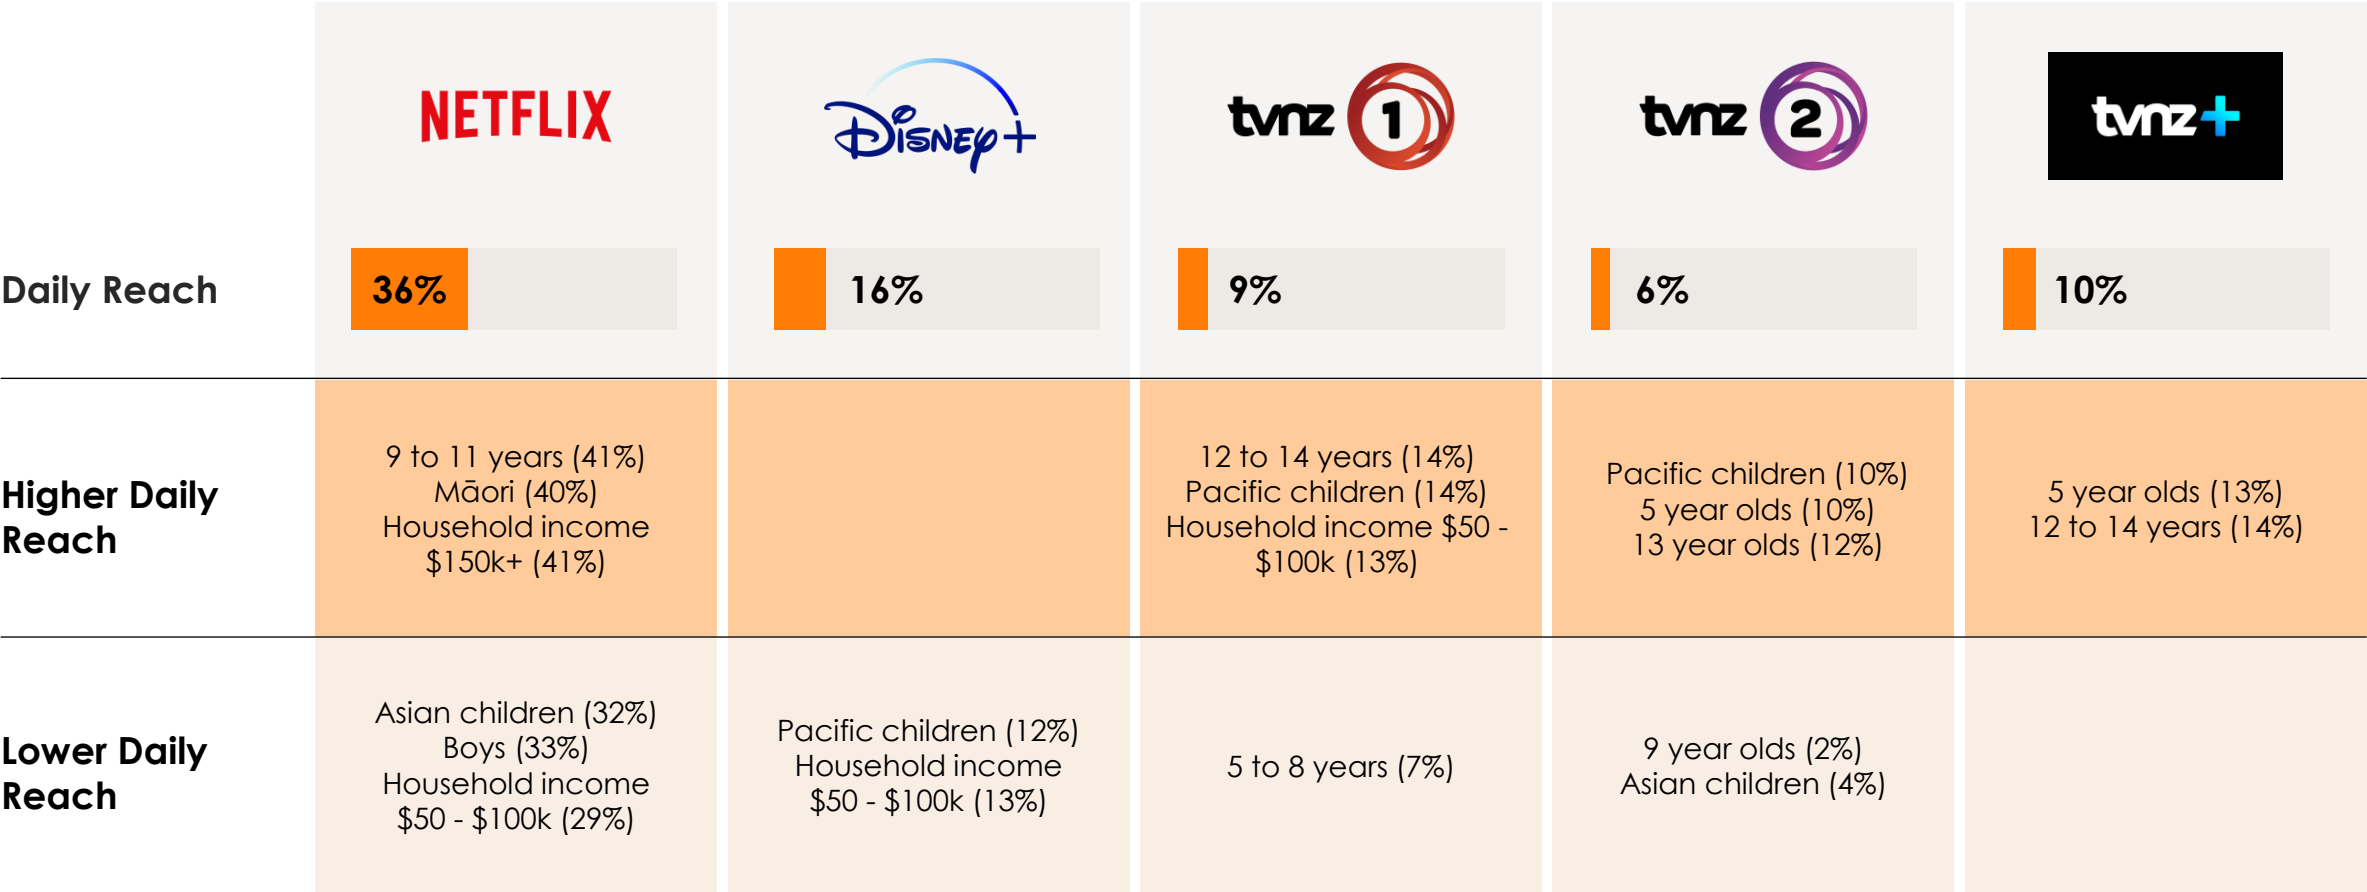 NETFLIX
Disney+
tvnz 1
tvnz 2
tvnz+
Daily Reach
36%
16%
9%
6%
10%
Higher Daily
Reach
9 to 11 years (41%)
Māori (40%)
Household income
$150k+ (41%)
12 to 14 years (14%)
Pacific children (14%)
Household income $50 -
$100k (13%)
Pacific children (10%)
5 year olds (10%)
13 year olds (12%)
5 year olds (13%)
12 to 14 years (14%)
Lower Daily
Reach
Asian children (32%)
Boys (33%)
Household income
$50 - $100k (29%)
Pacific children (12%)
Household income
$50 - $100k (13%)
5 to 8 years (7%)
9 year olds (2%)
Asian children (4%)